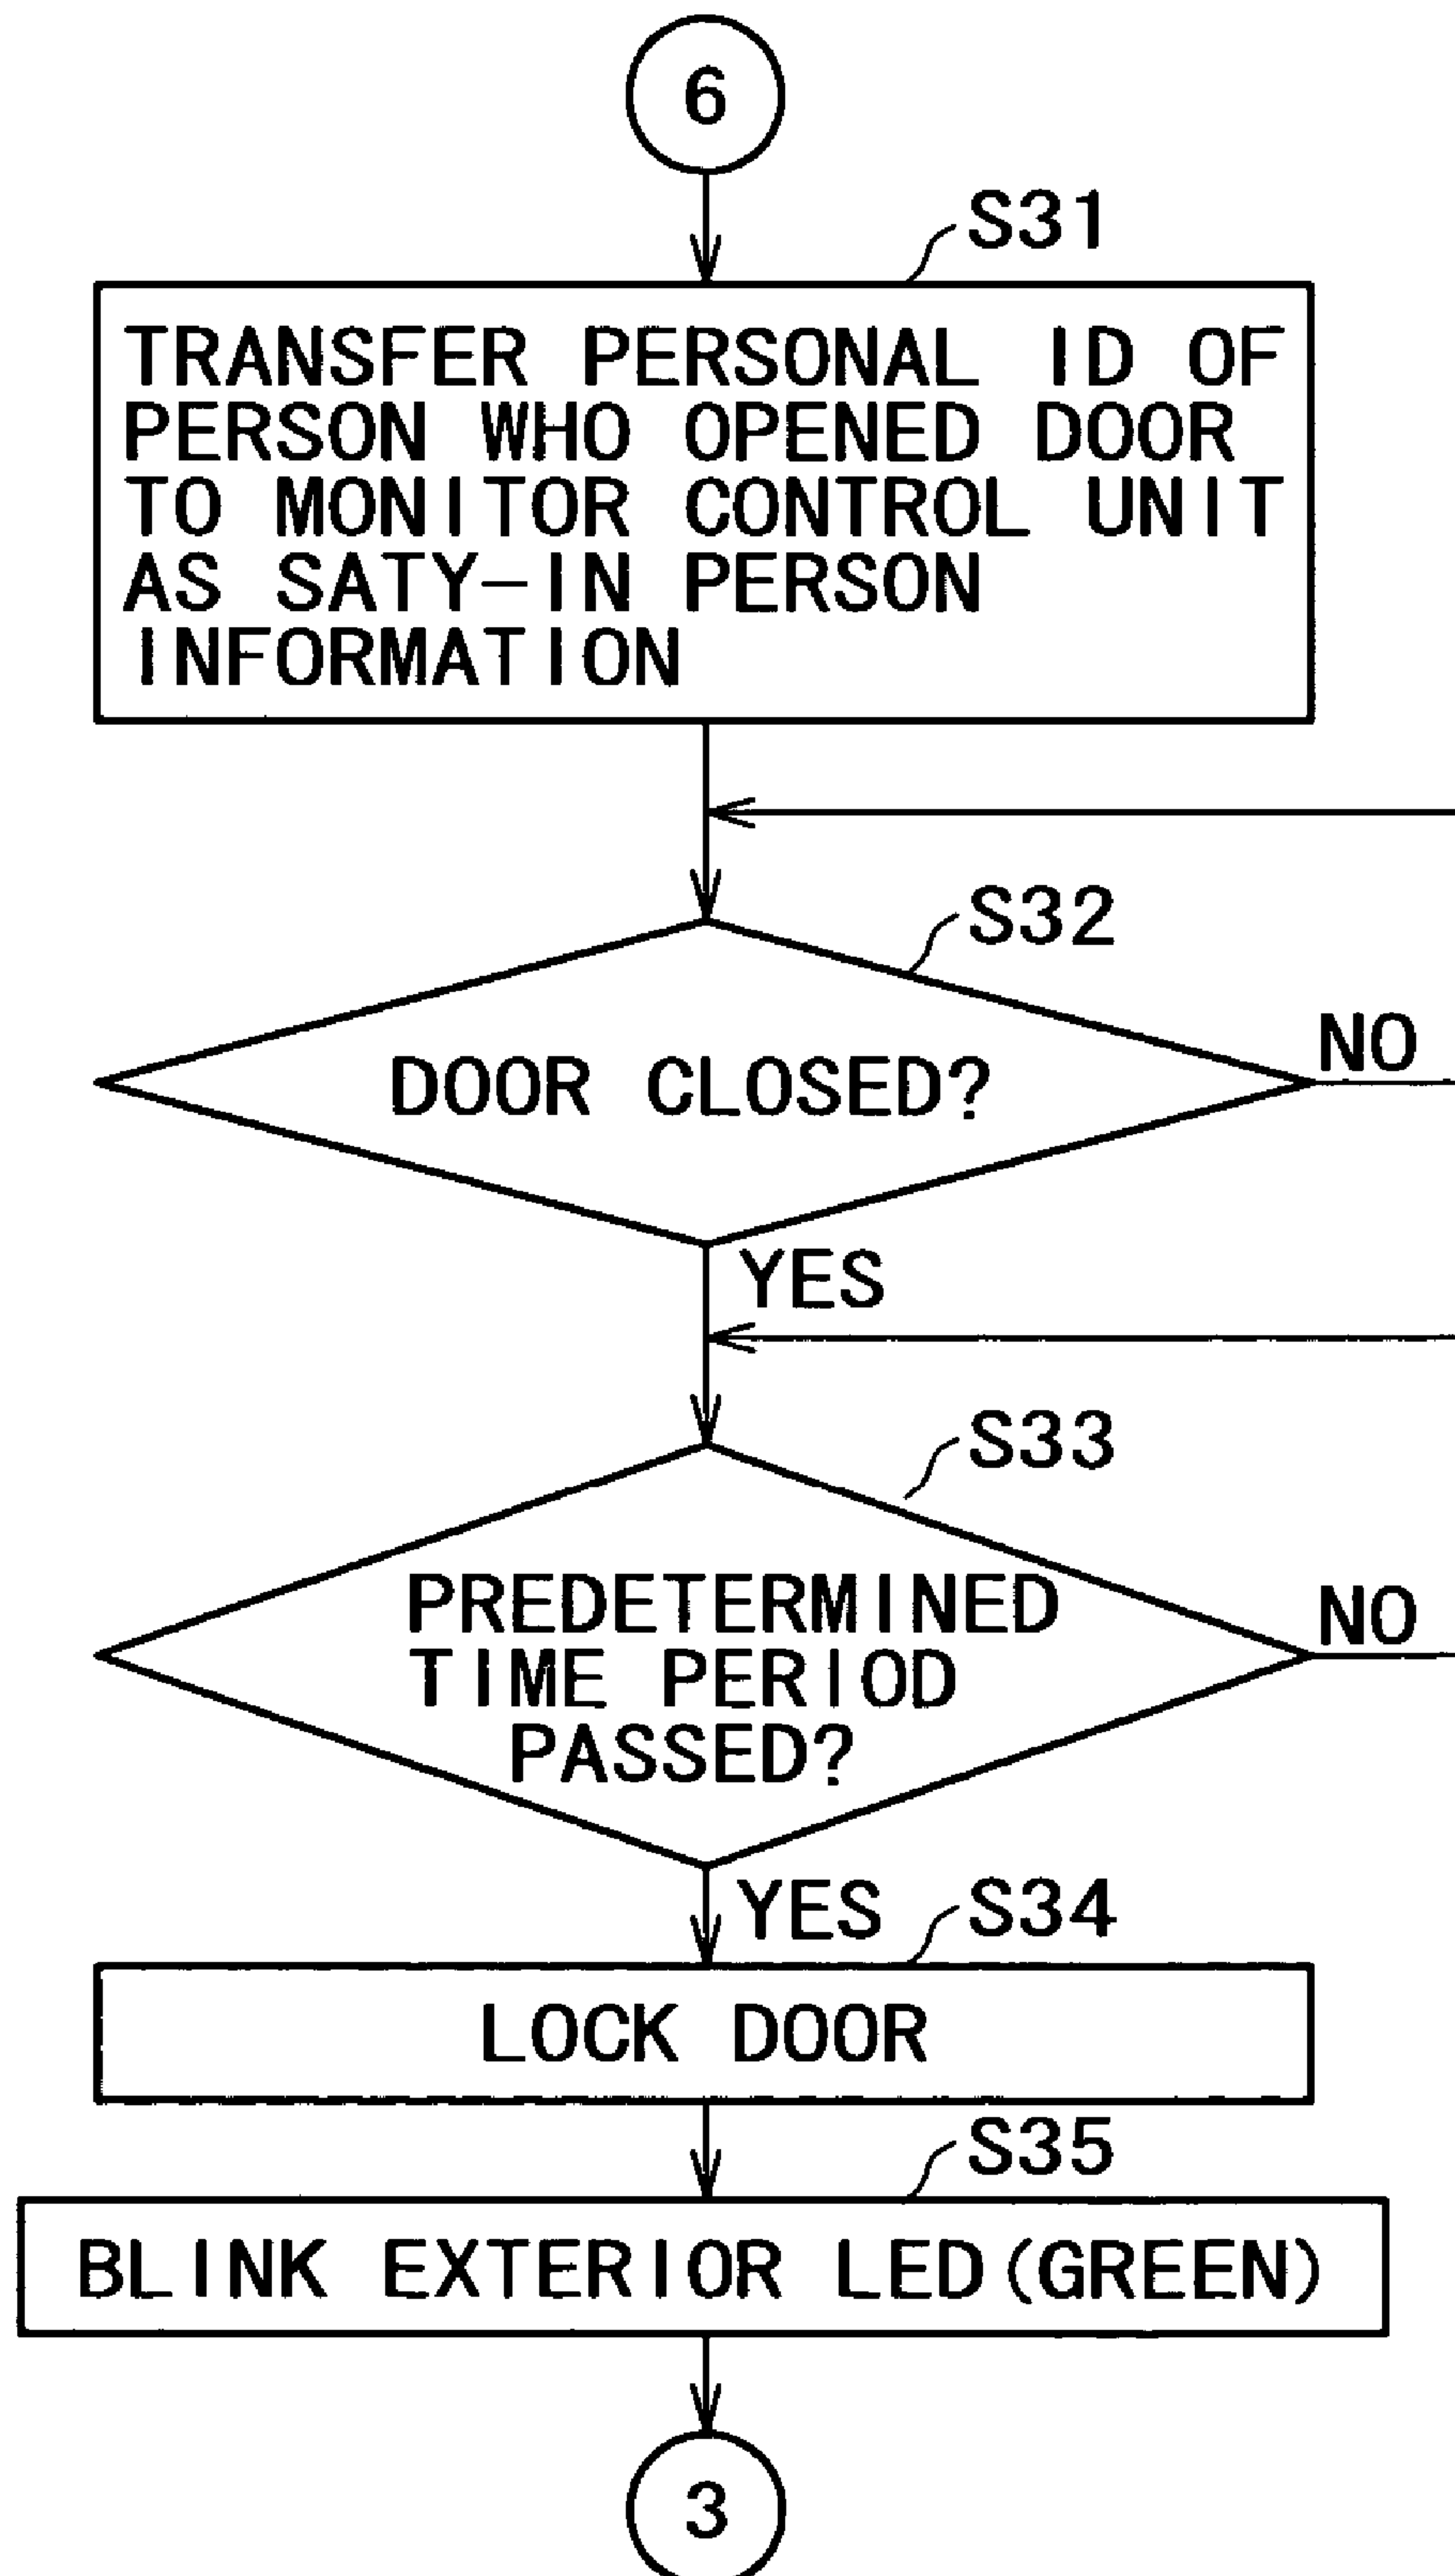 6
S31
TRANSFER PERSONAL ID OF
PERSON WHO OPENED DOOR
TO MONITOR CONTROL UNIT
AS SATY-IN PERSON
INFORMATION
S32
DOOR CLOSED?
NO
YES
S33
PREDETERMINED
TIME PERIOD
PASSED?
NO
YES
S34
LOCK DOOR
S35
BLINK EXTERIOR LED(GREEN)
3